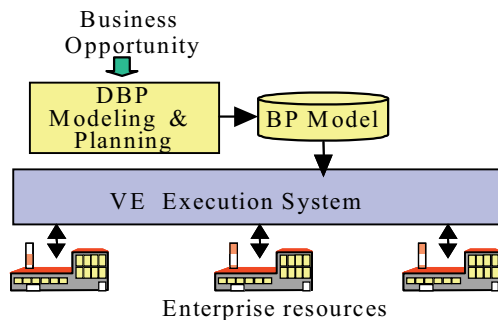 Business
Opportunity
DBP
Modeling &
Planning
BP Model
VE Execution System
Enterprise resources